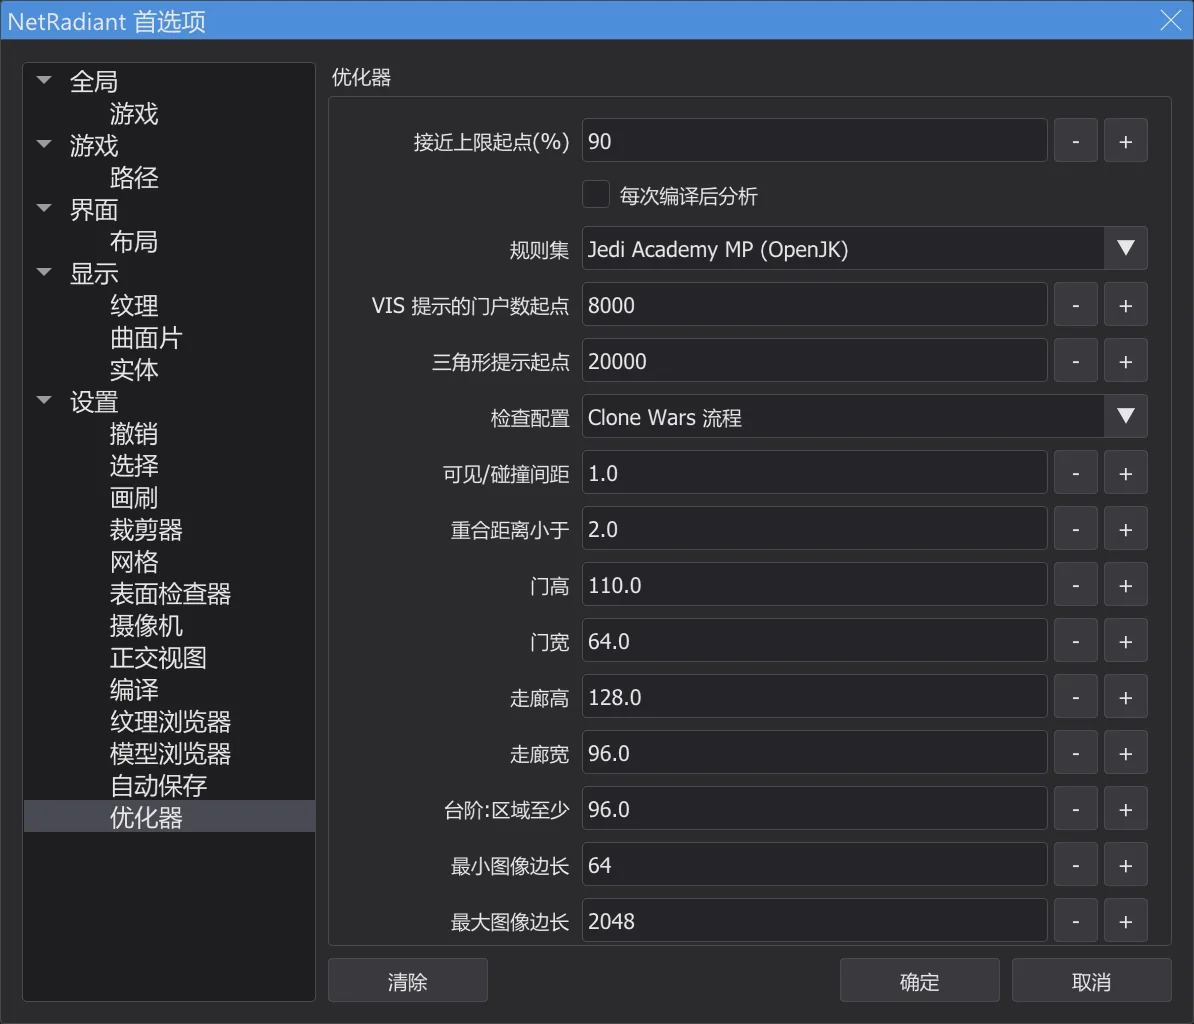 NetRadiant 首选项
全局
游戏
游戏
路径
界面
布局
显示
纹理
曲面片
实体
设置
撤销
选择
画刷
裁剪器
网格
表面检查器
摄像机
正交视图
编译
纹理浏览器
模型浏览器
自动保存
优化器
优化器
接近上限起点(%) 90 - +
每次编译后分析
规则集 Jedi Academy MP (OpenJK)
VIS 提示的门户数起点 8000 - +
三角形提示起点 20000 - +
检查配置 Clone Wars 流程
可见/碰撞间距 1.0 - +
重合距离小于 2.0 - +
门高 110.0 - +
门宽 64.0 - +
走廊高 128.0 - +
走廊宽 96.0 - +
台阶:区域至少 96.0 - +
最小图像边长 64 - +
最大图像边长 2048 - +
清除 确定 取消